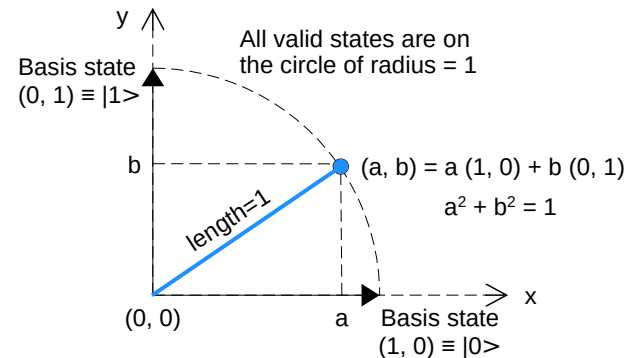 y
All valid states are on
the circle of radius = 1
Basis state
(0, 1) ≡ |1>
b
(a, b) = a (1, 0) + b (0, 1)
a² + b² = 1
length=1
x
(0, 0)
a
Basis state
(1, 0) ≡ |0>